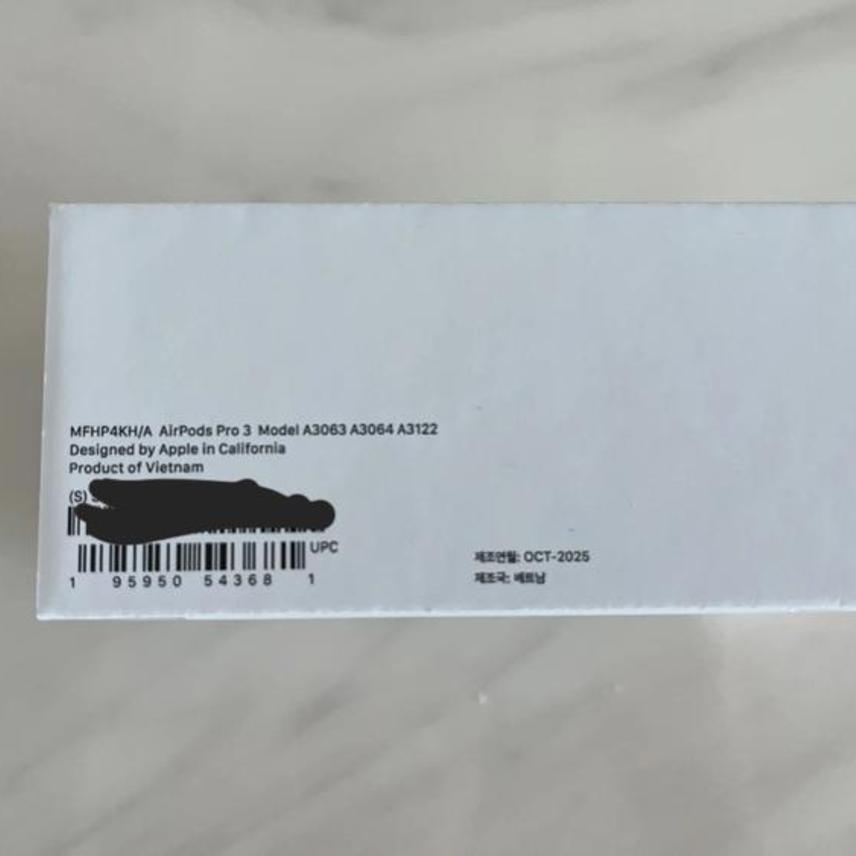 MFHP4KH/A AirPods Pro 3 Model A3063 A3064 A3122
Designed by Apple in California
Product of Vietnam
(S)
UPC
1 95950 54368 1
제조연월: OCT-2025
제조국: 베트남